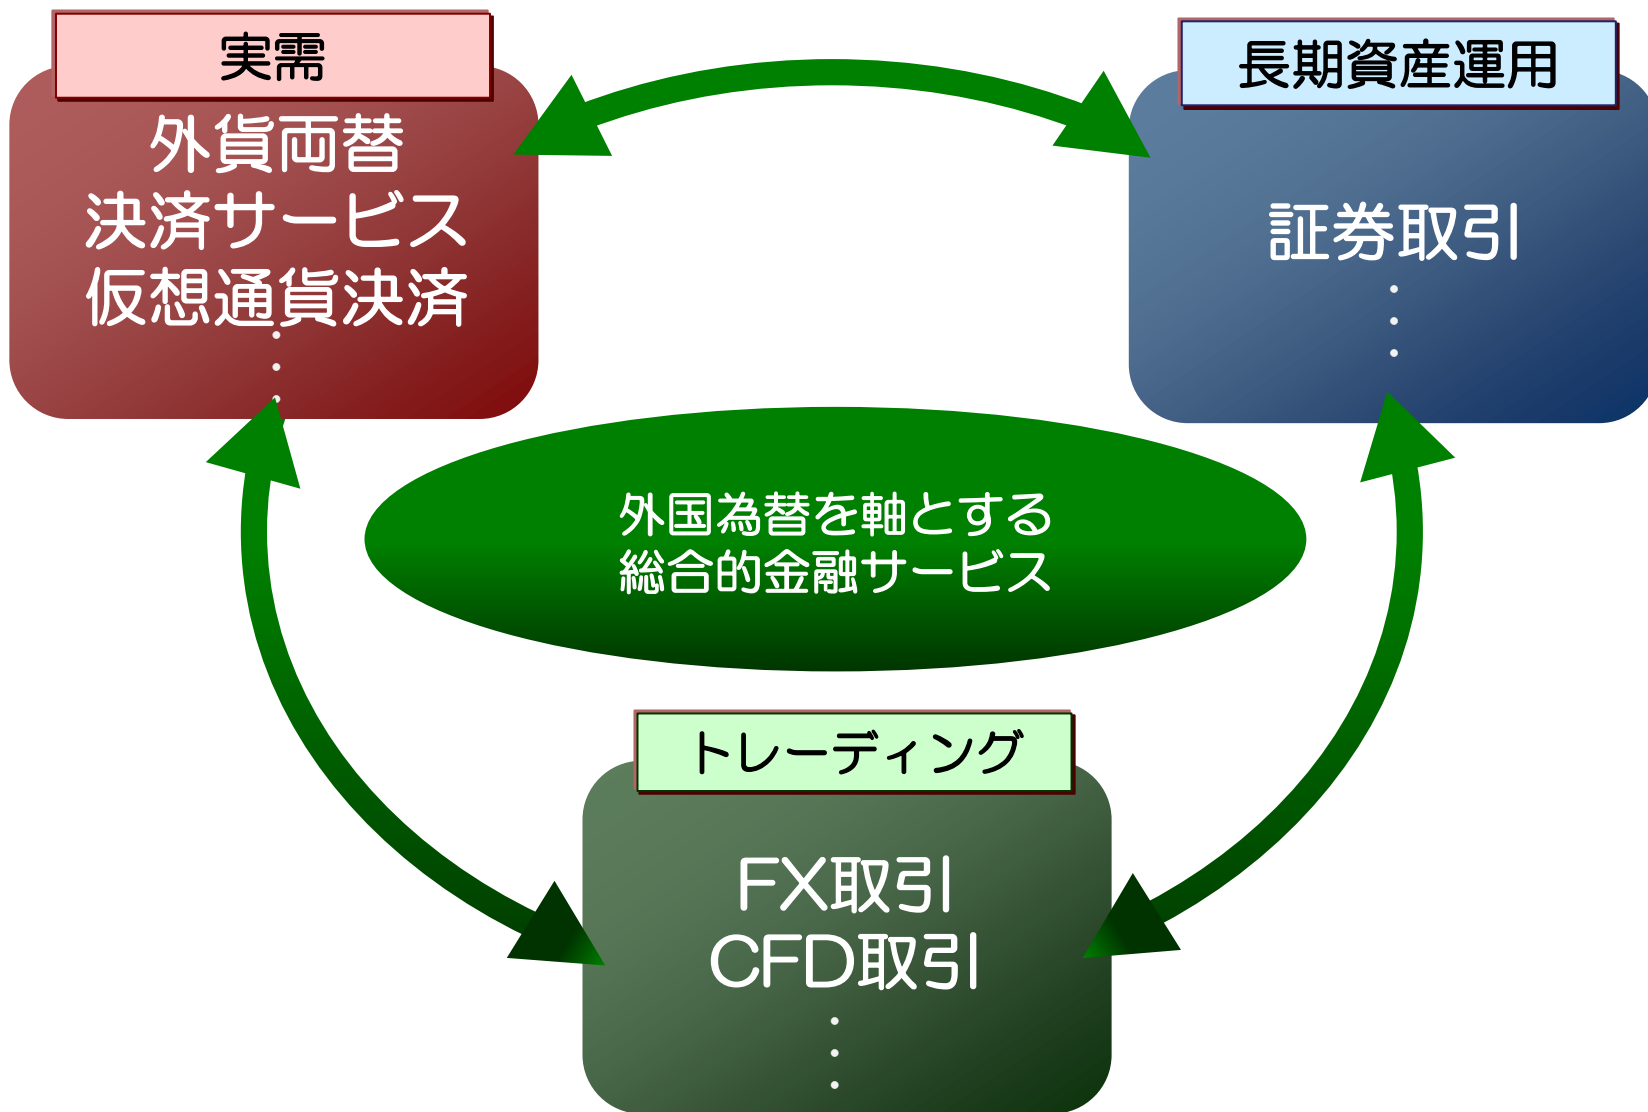 実需
外貨両替
決済サービス
仮想通貨決済
・
・
・
長期資産運用
証券取引
・
・
・
外国為替を軸とする
総合的金融サービス
トレーディング
FX取引
CFD取引
・
・
・